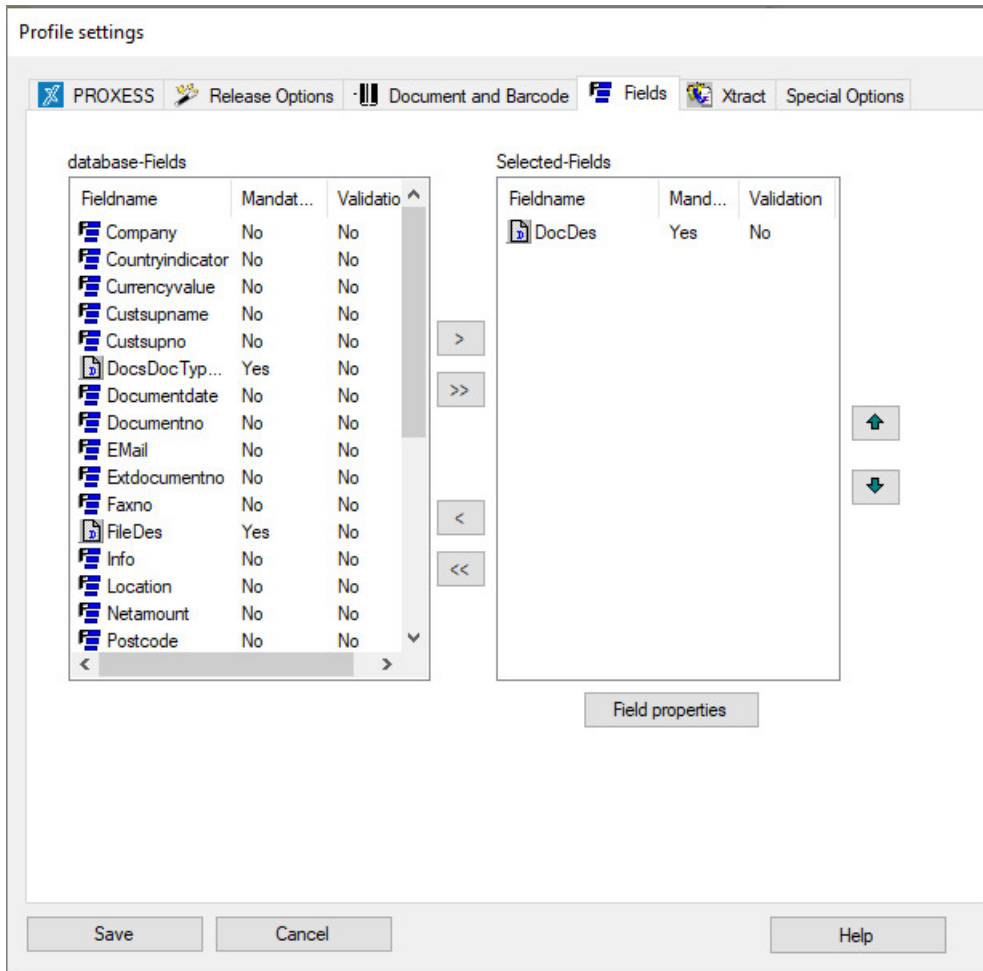 Profile settings
PROXESS Release Options Document and Barcode Fields Xtract Special Options
database-Fields Selected-Fields
Fieldname Mandat... Validatio Fieldname Mand... Validation
Company No No DocDes Yes No
Countryindicator No No
Currencyvalue No No
Custsupname No No
Custsupno No No
>
DocsDocTyp... Yes No
>>
Documentdate No No
Documentno No No
EMail No No
Extdocumentno No No
Faxno No No
<
FileDes Yes No
Info No No
<<
Location No No
Netamount No No
Postcode No No
Field properties
Save Cancel Help